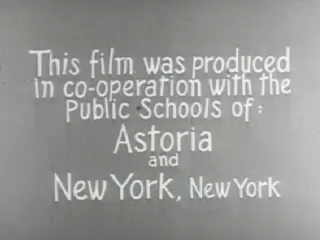 This film was produced
in co-operation with the
Public Schools of:
Astoria
and
New York, New York